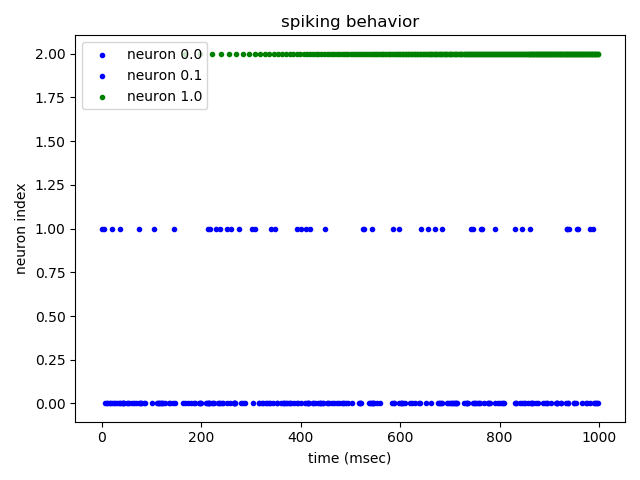 spiking behavior
neuron 0.0
neuron 0.1
neuron 1.0
neuron index
2.00
1.75
1.50
1.25
1.00
0.75
0.50
0.25
0.00
0
200
400
600
800
1000
time (msec)